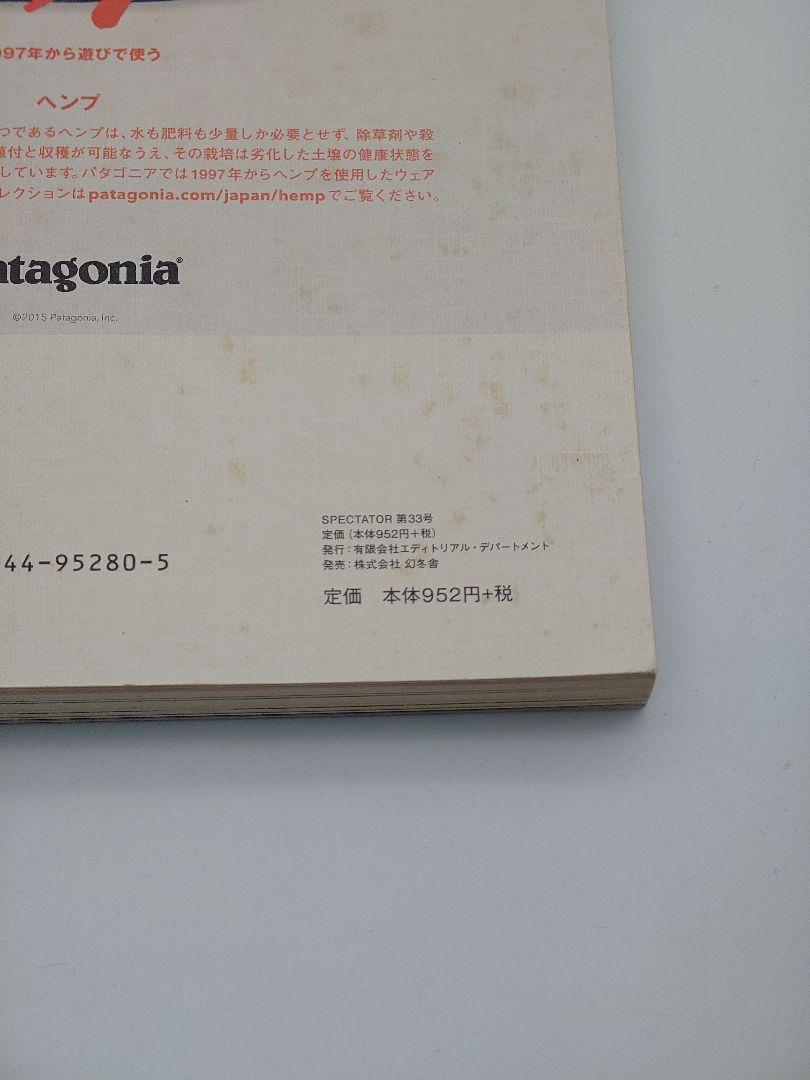 997年から遊びで使う
ヘンプ
つであるヘンプは、水も肥料も少量しか必要とせず、除草剤や殺
植付と収穫が可能なうえ、その栽培は劣化した土壌の健康状態を
しています。パタゴニアでは1997年からヘンプを使用したウェア
レクションはpatagonia.com/japan/hempでご覧ください。
atagonia®
©2015 Patagonia, Inc.
SPECTATOR 第33号
定価（本体952円+税）
発行：有限会社エディトリアル・デパートメント
発売：株式会社 幻冬舎
44-95280-5
定価 本体952円+税